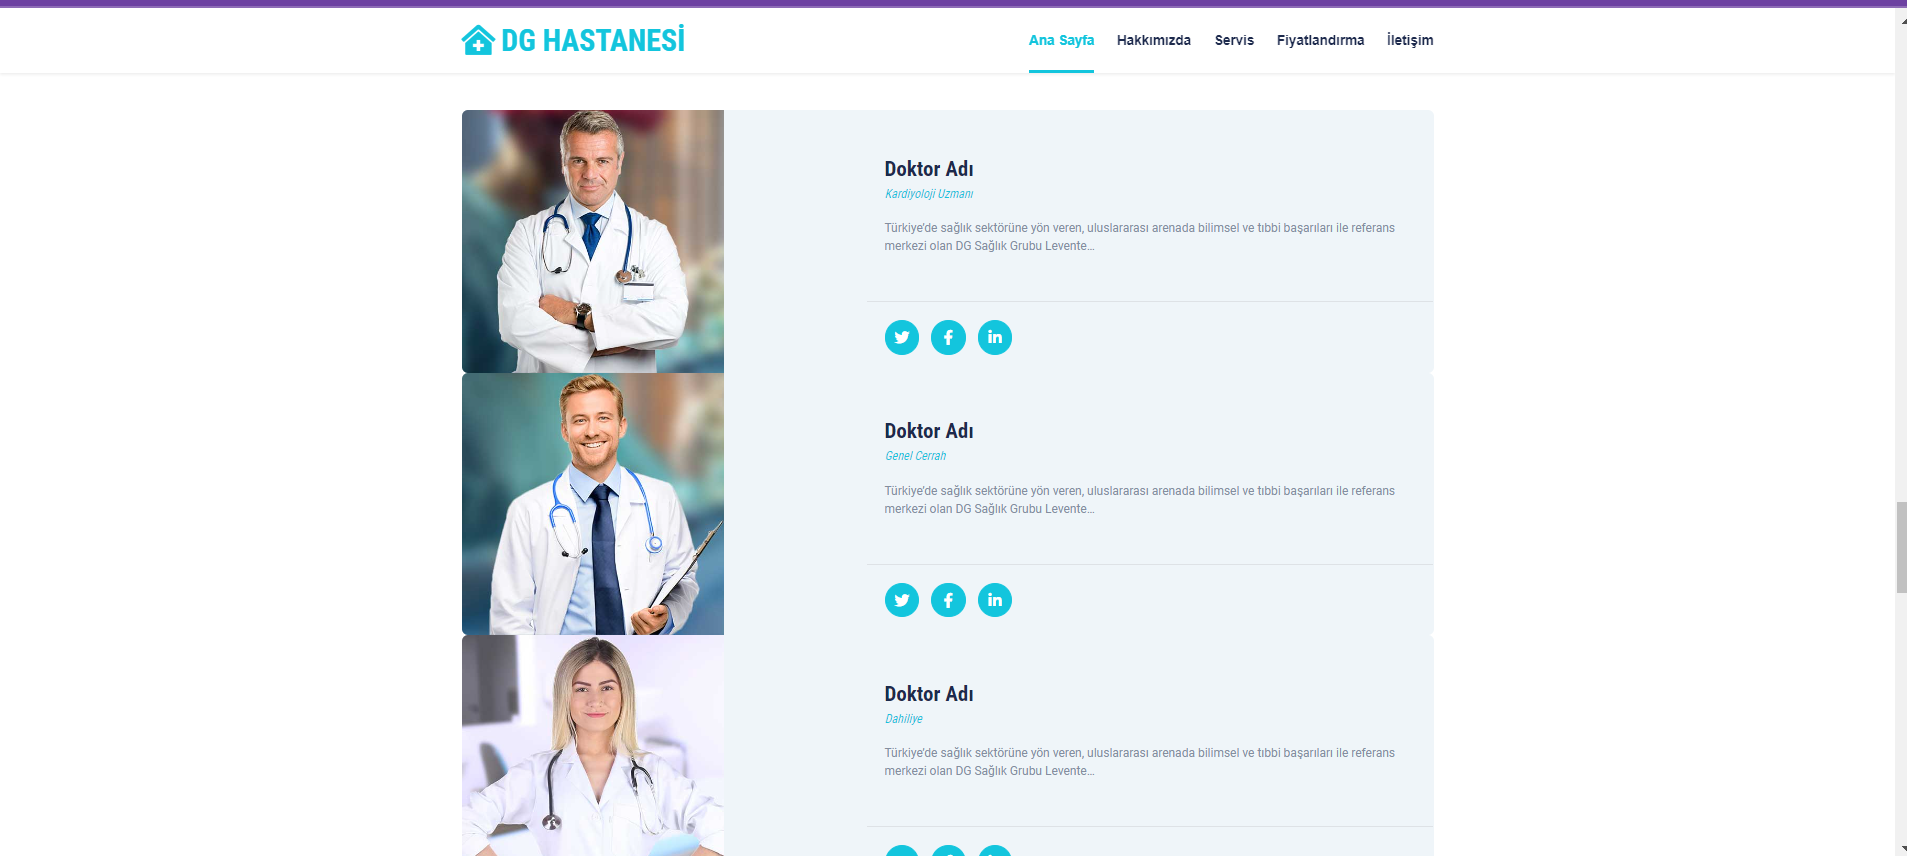 DG HASTANESİ
Ana Sayfa Hakkımızda Servis Fiyatlandırma İletişim
Doktor Adı
Kardiyoloji Uzmanı
Türkiye'de sağlık sektörüne yön veren, uluslararası arenada bilimsel ve tıbbi başarıları ile referans
merkezi olan DG Sağlık Grubu Levente...
Doktor Adı
Genel Cerrah
Türkiye'de sağlık sektörüne yön veren, uluslararası arenada bilimsel ve tıbbi başarıları ile referans
merkezi olan DG Sağlık Grubu Levente...
Doktor Adı
Dahiliye
Türkiye'de sağlık sektörüne yön veren, uluslararası arenada bilimsel ve tıbbi başarıları ile referans
merkezi olan DG Sağlık Grubu Levente...